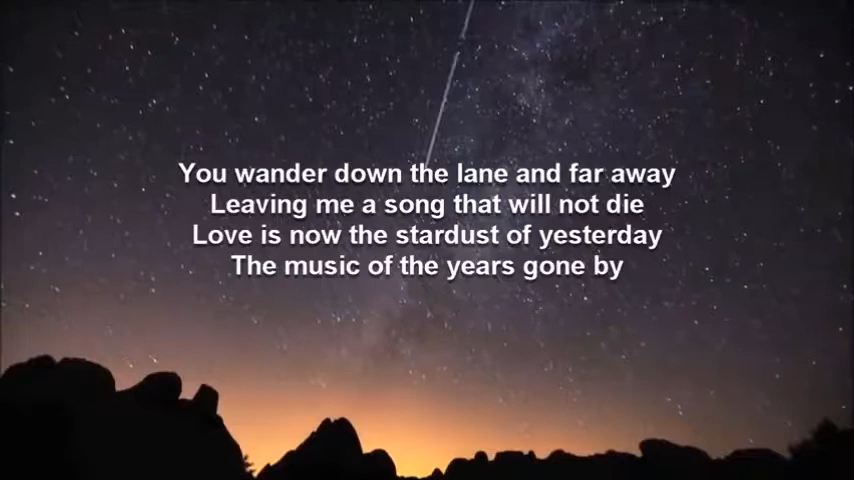 You wander down the lane and far away
Leaving me a song that will not die
Love is now the stardust of yesterday
The music of the years gone by